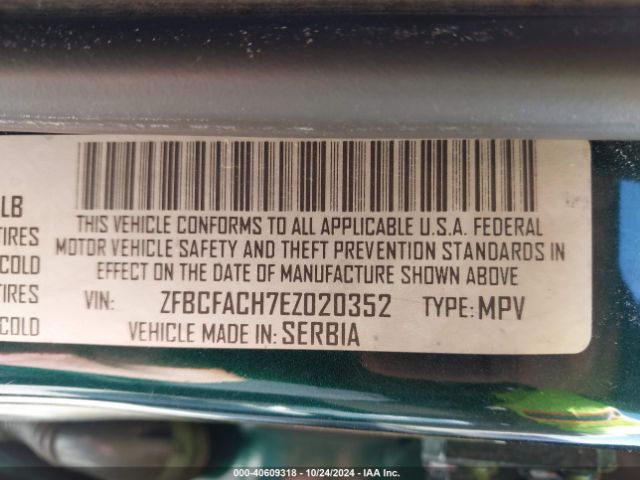 LB
TIRES
COLD
TIRES
COLD
THIS VEHICLE CONFORMS TO ALL APPLICABLE U.S.A. FEDERAL
MOTOR VEHICLE SAFETY AND THEFT PREVENTION STANDARDS IN
EFFECT ON THE DATE OF MANUFACTURE SHOWN ABOVE
VIN: ZFBCFACH7EZ020352 TYPE: MPV
VEHICLE MADE IN: SERBIA
000-40609318 | 10/24/2024 | IAA Inc.